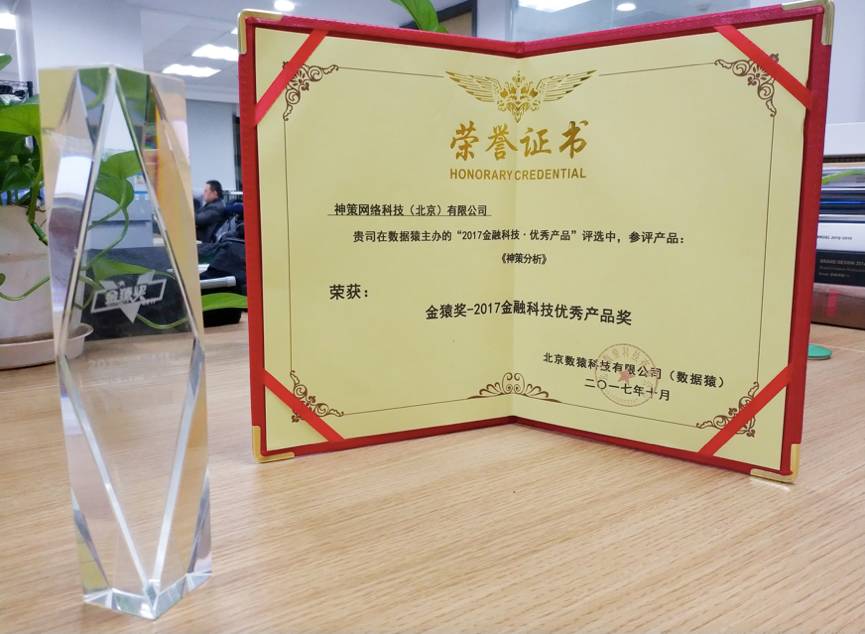 荣誉证书
HONORARY CREDENTIAL
神策网络科技（北京）有限公司
贵司在数据猿主办的“2017金融科技·优秀产品”评选中，参评产品：
《神策分析》
荣获：
金猿奖-2017金融科技优秀产品奖
北京数猿科技有限公司（数据猿）
二〇一七年十月
金猿奖